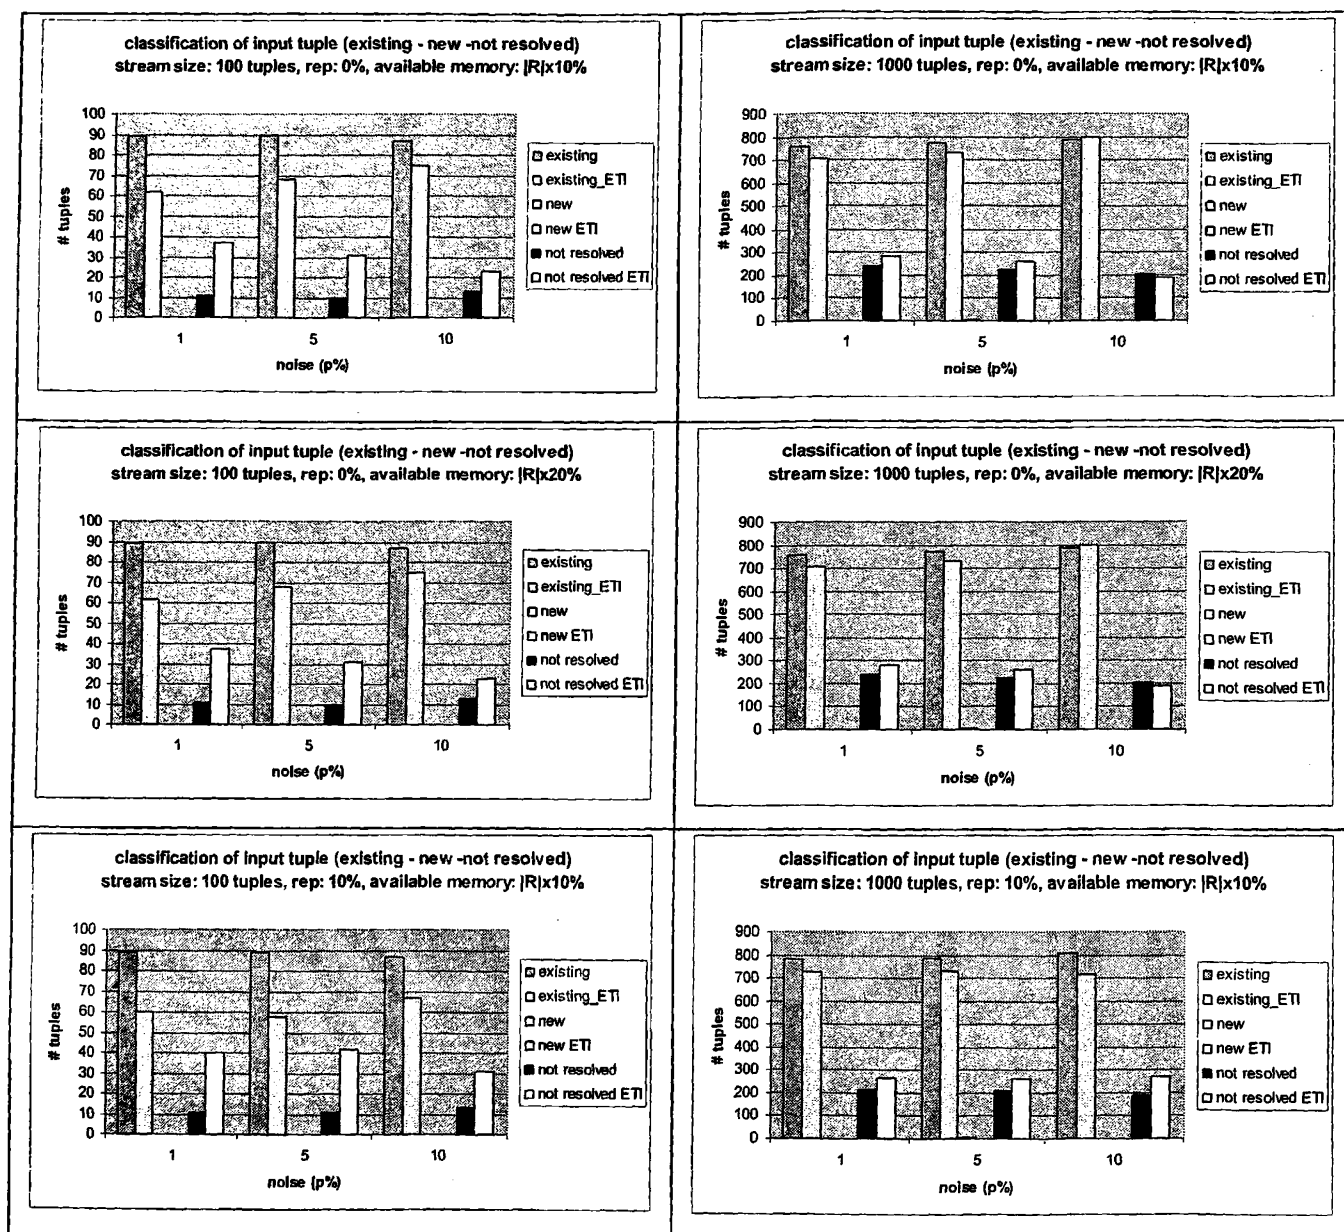 classification of input tuple (existing - new -not resolved)
stream size: 100 tuples, rep: 0%, available memory: |R|x10%
100
90
80
70
60
50
40
30
20
10
0
# tuples
1
5
10
noise (p%)
existing
existing_ETI
new
new ETI
not resolved
not resolved ETI
classification of input tuple (existing - new -not resolved)
stream size: 1000 tuples, rep: 0%, available memory: |R|x10%
900
800
700
600
500
400
300
200
100
0
# tuples
1
5
10
noise (p%)
existing
existing_ETI
new
new ETI
not resolved
not resolved ETI
classification of input tuple (existing - new -not resolved)
stream size: 100 tuples, rep: 0%, available memory: |R|x20%
100
90
80
70
60
50
40
30
20
10
0
# tuples
1
5
10
noise (p%)
existing
existing_ETI
new
new ETI
not resolved
not resolved ETI
classification of input tuple (existing - new -not resolved)
stream size: 1000 tuples, rep: 0%, available memory: |R|x20%
900
800
700
600
500
400
300
200
100
0
# tuples
1
5
10
noise (p%)
existing
existing_ETI
new
new ETI
not resolved
not resolved ETI
classification of input tuple (existing - new -not resolved)
stream size: 100 tuples, rep: 10%, available memory: |R|x10%
100
90
80
70
60
50
40
30
20
10
0
# tuples
1
5
10
noise (p%)
existing
existing_ETI
new
new ETI
not resolved
not resolved ETI
classification of input tuple (existing - new -not resolved)
stream size: 1000 tuples, rep: 10%, available memory: |R|x10%
900
800
700
600
500
400
300
200
100
0
# tuples
1
5
10
noise (p%)
existing
existing_ETI
new
new ETI
not resolved
not resolved ETI